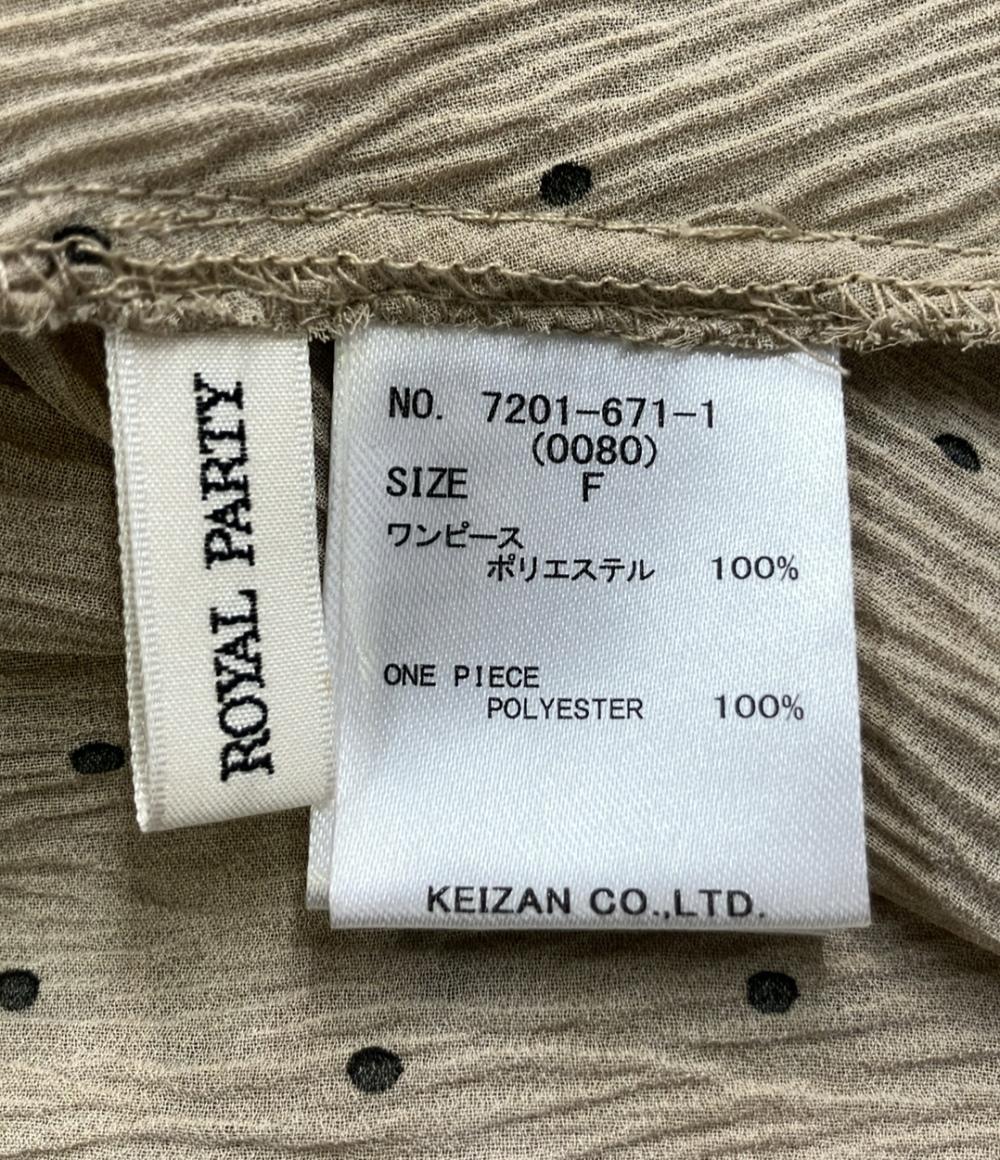 ROYAL PARTY
NO. 7201-671-1
(0080)
SIZE F
ワンピース
ポリエステル 100%
ONE PIECE
POLYESTER 100%
KEIZAN CO.,LTD.